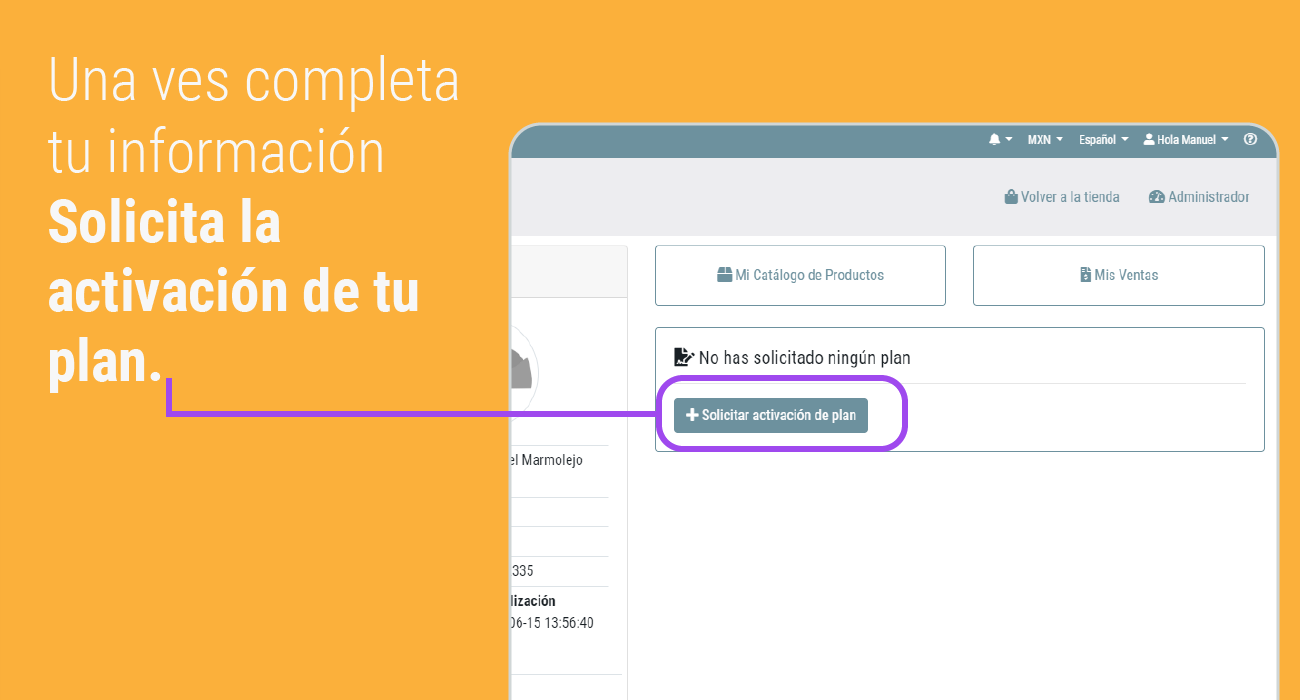 Una ves completa
tu información
Solicita la
activación de tu
plan.
MXN Español Hola Manuel
Volver a la tienda Administrador
Mi Catálogo de Productos Mis Ventas
No has solicitado ningún plan
Solicitar activación de plan
el Marmolejo
335
lización
06-15 13:56:40